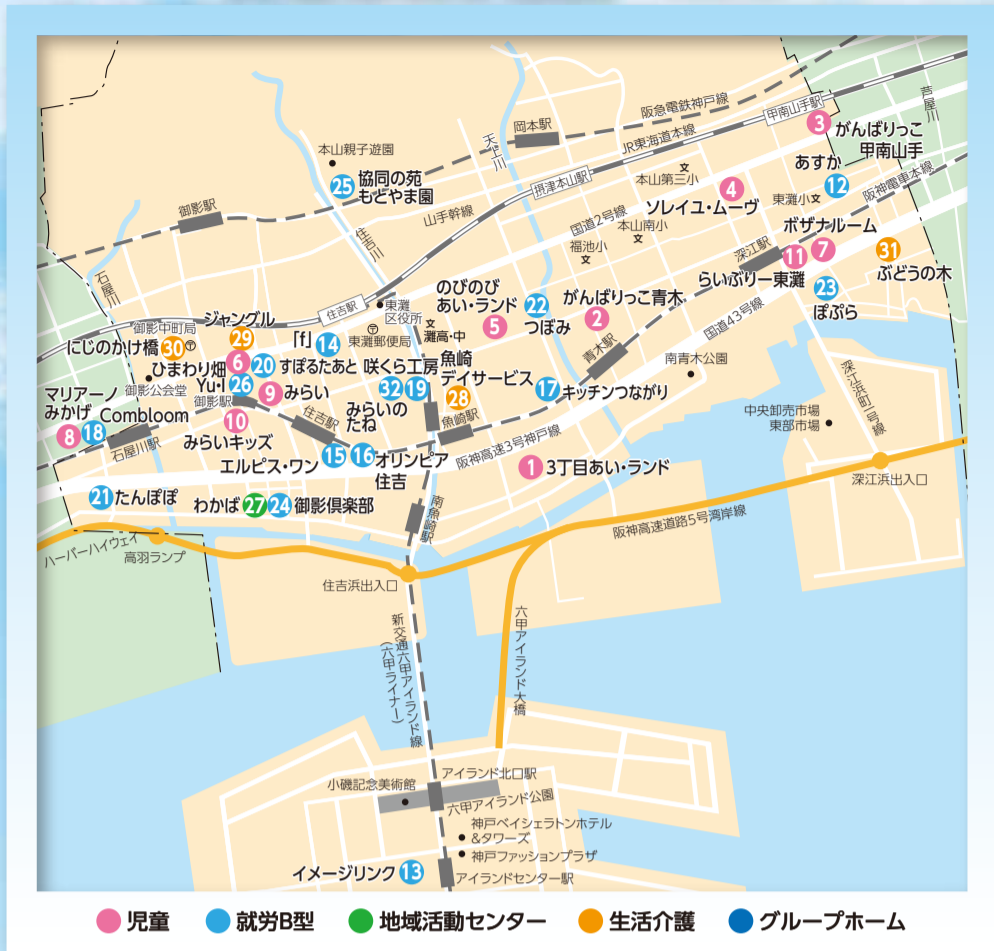 阪急電鉄神戸線
甲南山手駅
芦屋川
岡本駅
JR東海道本線
3
がんばりっこ
甲南山手
本山親子遊園
天上川
25
協同の苑
もとやま園
摂津本山駅
本山第三小
4
ソレイユ・ムーヴ
あすか
12
東灘小
阪神電車本線
御影駅
山手幹線
住吉川
国道2号線
本山南小
福池小
深江駅
ボザナルーム
11
7
らいぶりー東灘
31
ぶどうの木
23
ぽぷら
石屋川
住吉駅
東灘
区役所
のびのび
あい・ランド
5
22
つぼみ
がんばりっこ青木
2
国道43号線
御影中町局
にじのかけ橋
30
ジャングル
29
「f」
14
東灘郵便局
灘高・中
青木駅
南青木公園
深江浜町一号線
ひまわり畑
6
20
すぽるたあと
咲くら工房
32
19
魚崎
デイサービス
28
17
キッチンつながり
御影公会堂
Yu・I
26
御影駅
9
みらい
マリアーノ
みかげ
Combloom
8
18
石屋川駅
10
みらいキッズ
住吉駅
みらいの
たね
魚崎駅
中央卸売市場
東部市場
阪神高速3号神戸線
エルピス・ワン
15
16
オリンピア
住吉
1
3丁目あい・ランド
21
たんぽぽ
わかば
27
24
御影倶楽部
南魚崎駅
深江浜出入口
阪神高速道路5号湾岸線
ハーバーハイウェイ
高羽ランプ
住吉浜出入口
新交通六甲アイランド線
(六甲ライナー)
六甲アイランド大橋
小磯記念美術館
アイランド北口駅
六甲アイランド公園
神戸ベイシェラトンホテル
&タワーズ
神戸ファッションプラザ
イメージリンク
13
アイランドセンター駅
児童
就労B型
地域活動センター
生活介護
グループホーム